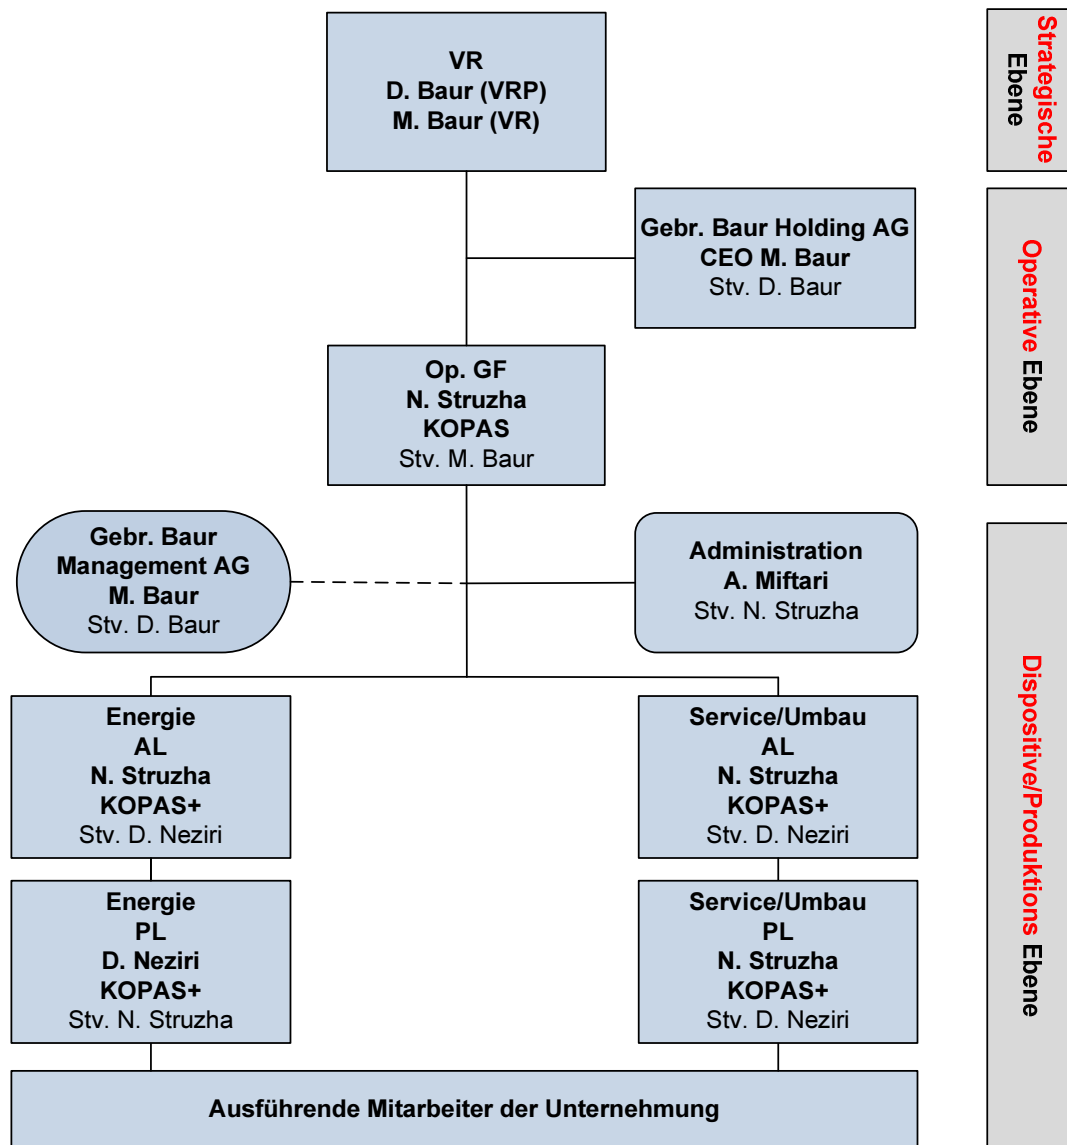 VR
D. Baur (VRP)
M. Baur (VR)
Strategische
Ebene
Gebr. Baur Holding AG
CEO M. Baur
Stv. D. Baur
Operative Ebene
Op. GF
N. Struzha
KOPAS
Stv. M. Baur
Gebr. Baur
Management AG
M. Baur
Stv. D. Baur
Administration
A. Miftari
Stv. N. Struzha
Dispositive/Produktions Ebene
Energie
AL
N. Struzha
KOPAS+
Stv. D. Neziri
Service/Umbau
AL
N. Struzha
KOPAS+
Stv. D. Neziri
Energie
PL
D. Neziri
KOPAS+
Stv. N. Struzha
Service/Umbau
PL
N. Struzha
KOPAS+
Stv. D. Neziri
Ausführende Mitarbeiter der Unternehmung